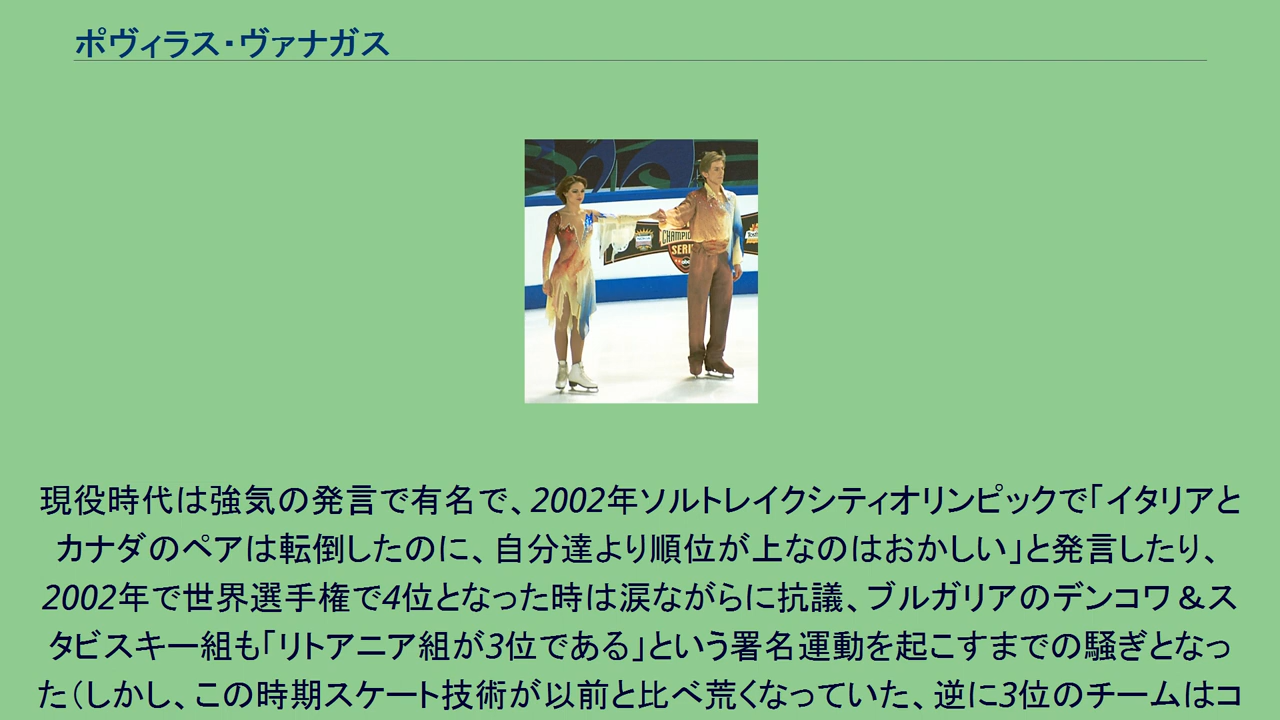 ポヴィラス・ヴァナガス
CHAMPION
SERI
現役時代は強気の発言で有名で、2002年ソルトレイクシティオリンピックで「イタリアと
カナダのペアは転倒したのに、自分達より順位が上なのはおかしい」と発言したり、
2002年で世界選手権で4位となった時は涙ながらに抗議、ブルガリアのデンコワ＆ス
タビスキー組も「リトアニア組が3位である」という署名運動を起こすまでの騒ぎとなっ
た（しかし、この時期スケート技術が以前と比べ荒くなっていた、逆に3位のチームはコ